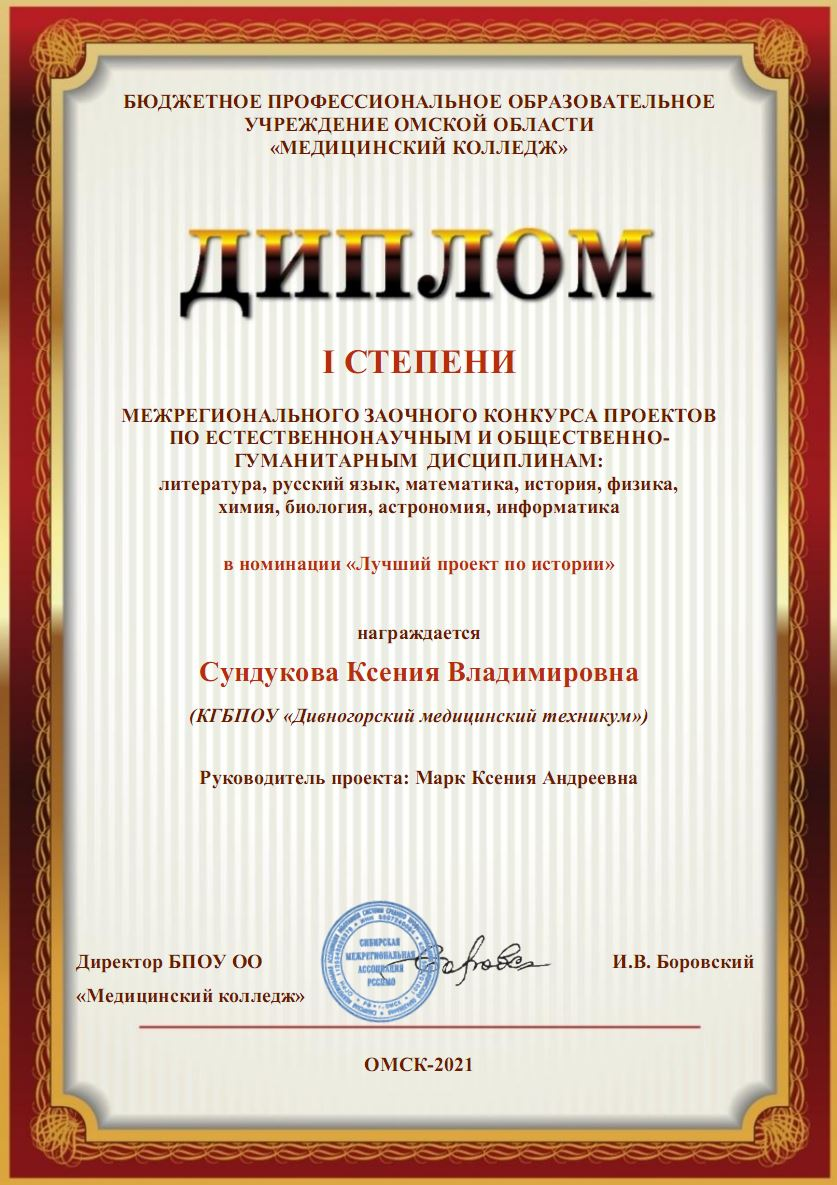 БЮДЖЕТНОЕ ПРОФЕССИОНАЛЬНОЕ ОБРАЗОВАТЕЛЬНОЕ
УЧРЕЖДЕНИЕ ОМСКОЙ ОБЛАСТИ
«МЕДИЦИНСКИЙ КОЛЛЕДЖ»
ДИПЛОМ
I СТЕПЕНИ
МЕЖРЕГИОНАЛЬНОГО ЗАОЧНОГО КОНКУРСА ПРОЕКТОВ
ПО ЕСТЕСТВЕННОНАУЧНЫМ И ОБЩЕСТВЕННО-
ГУМАНИТАРНЫМ ДИСЦИПЛИНАМ:
литература, русский язык, математика, история, физика,
химия, биология, астрономия, информатика
в номинации «Лучший проект по истории»
награждается
Сундукова Ксения Владимировна
(КГБПОУ «Дивногорский медицинский техникум»)
Руководитель проекта: Марк Ксения Андреевна
СИБИРСКАЯ
МЕЖРЕГИОНАЛЬНАЯ
АССОЦИАЦИЯ
РССПМО
Директор БПОУ ОО
И.В. Боровский
«Медицинский колледж»
ОМСК-2021